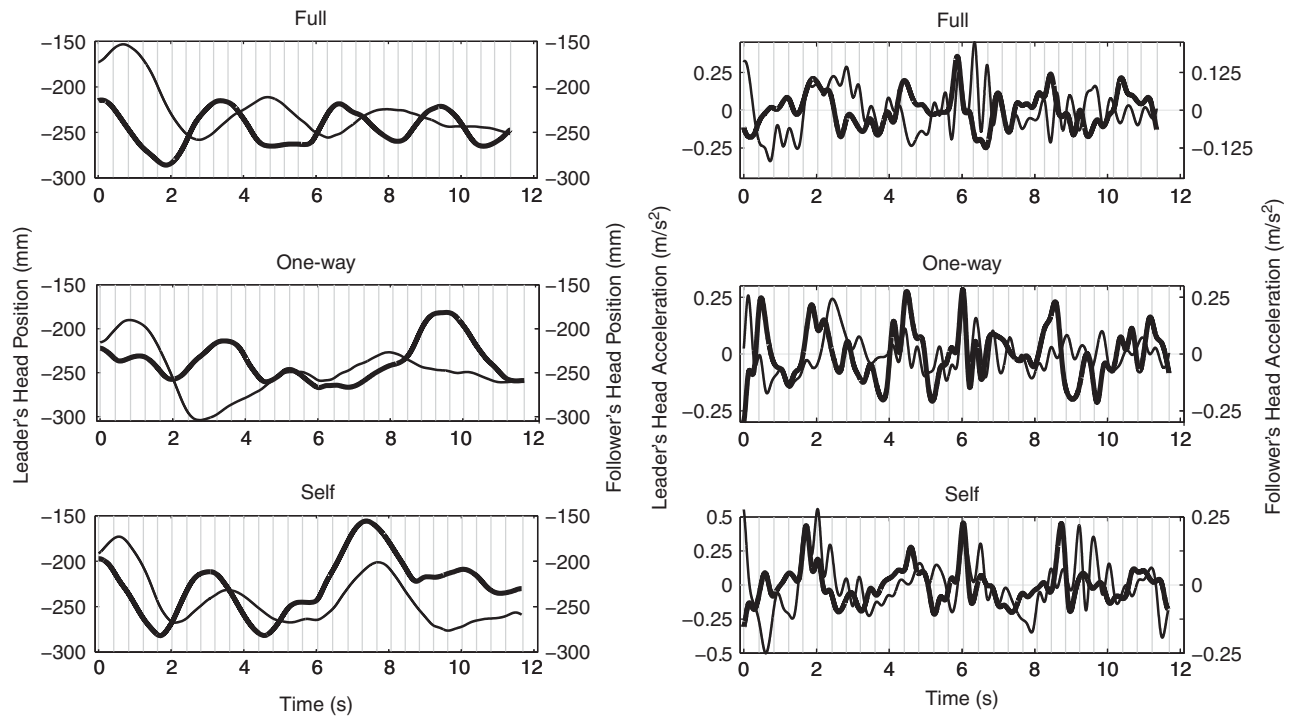 Full
−150
−200
−250
−300
−150
−200
−250
−300
0 2 4 6 8 10 12
One-way
−150
−200
−250
−300
−150
−200
−250
−300
0 2 4 6 8 10 12
Self
−150
−200
−250
−300
−150
−200
−250
−300
0 2 4 6 8 10 12
Time (s)
Leader's Head Position (mm)
Follower's Head Position (mm)
Full
0.25
0
−0.25
0.125
0
−0.125
0 2 4 6 8 10 12
One-way
0.25
0
−0.25
0.25
0
−0.25
0 2 4 6 8 10 12
Self
0.5
0.25
0
−0.25
−0.5
0.25
0
−0.25
0 2 4 6 8 10 12
Time (s)
Leader's Head Acceleration (m/s²)
Follower's Head Acceleration (m/s²)